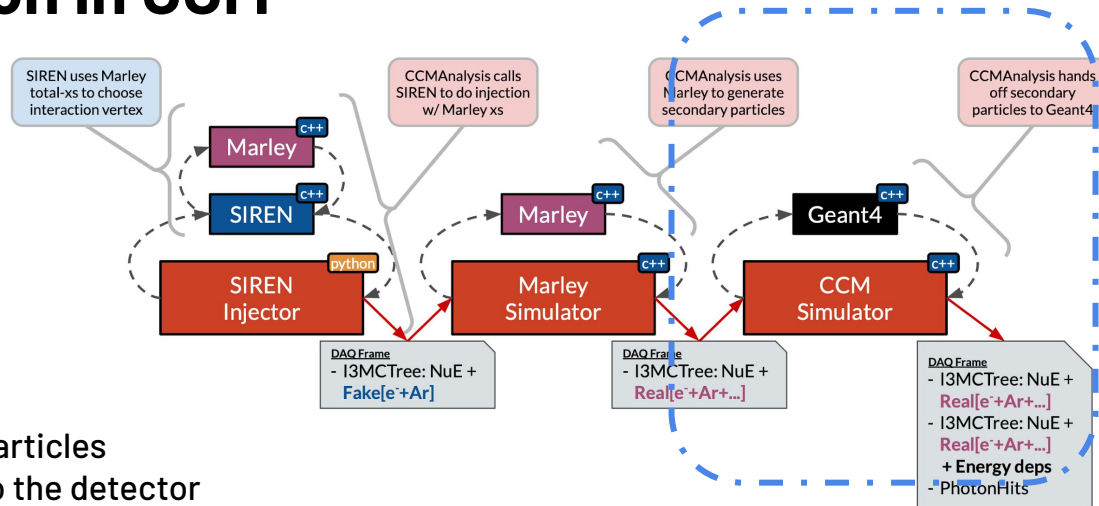 SIREN uses Marley
total-xs to choose
interaction vertex
CCMAnalysis calls
SIREN to do injection
w/ Marley xs
CCMAnalysis uses
Marley to generate
secondary particles
CCMAnalysis hands
off secondary
particles to Geant4
c++
Marley
c++
SIREN
python
SIREN
Injector
c++
Marley
c++
Marley
Simulator
c++
Geant4
c++
CCM
Simulator
DAQ Frame
- I3MCTree: NuE +
Fake[e⁻+Ar]
DAQ Frame
- I3MCTree: NuE +
Real[e⁻+Ar+...]
DAQ Frame
- I3MCTree: NuE +
Real[e⁻+Ar+...]
- I3MCTree: NuE +
Real[e⁻+Ar+...]
+ Energy deps
- PhotonHits
articles
the detector